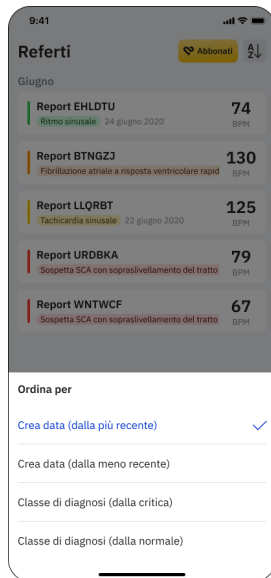 9:41
Referti
Abbonati
A
Z
Giugno
Report EHLDTU
74
Ritmo sinusale 24 giugno 2020
BPM
Report BTNGZJ
130
Fibrillazione atriale a risposta ventricolare rapid
BPM
Report LLQRBT
125
Tachicardia sinusale 22 giugno 2020
BPM
Report URDBKA
79
Sospetta SCA con sopraslivellamento del tratto
BPM
Report WNTWCF
67
Sospetta SCA con sopraslivellamento del tratto
BPM
Ordina per
Crea data (dalla più recente)
Crea data (dalla meno recente)
Classe di diagnosi (dalla critica)
Classe di diagnosi (dalla normale)